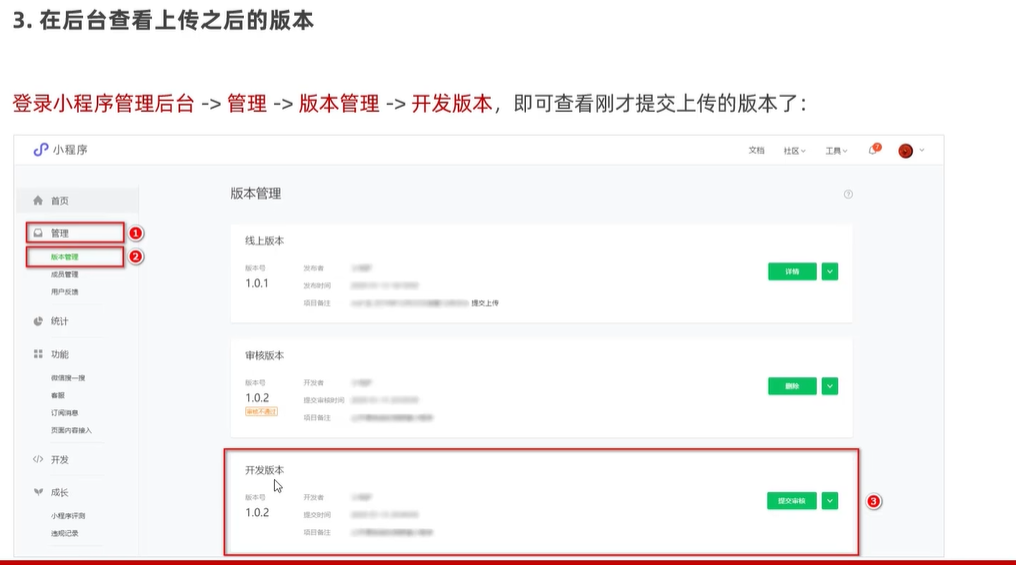 3. 在后台查看上传之后的版本
登录小程序管理后台 -> 管理 -> 版本管理 -> 开发版本，即可查看刚才提交上传的版本了：
小程序
文档 社区 工具 7
首页
管理 1
版本管理 2
成员管理
用户反馈
统计
功能
微信搜一搜
客服
订阅消息
页面内容接入
开发
成长
小程序评测
违规记录
版本管理
线上版本
版本号 发布者
1.0.1 发布时间
详情
项目备注 提交上传
审核版本
版本号 开发者
1.0.2 提交审核时间
删除
审核不通过 项目备注
开发版本
版本号 开发者
1.0.2 提交时间
提交审核 3
项目备注